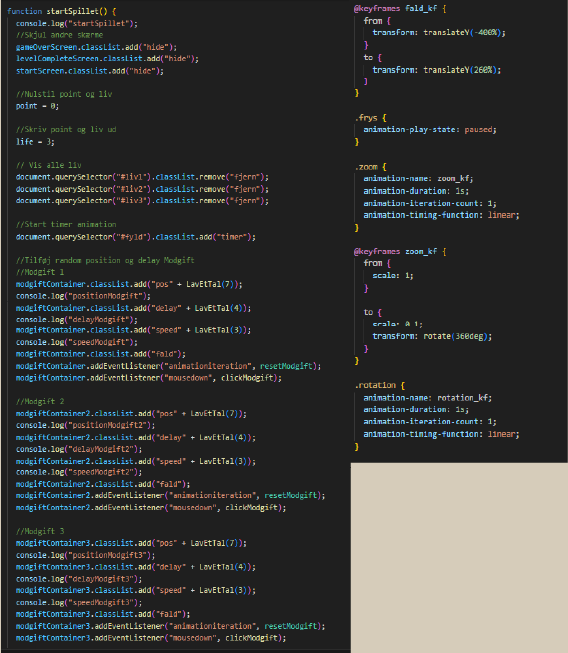 function startSpillet() {
console.log("startSpillet");
//Skjul andre skærme
gameOverScreen.classList.add("hide");
levelCompleteScreen.classList.add("hide");
startScreen.classList.add("hide");
//Nulstil point og liv
point = 0;
//Skriv point og liv ud
life = 3;
// Vis alle liv
document.querySelector("#liv1").classList.remove("fjern");
document.querySelector("#liv2").classList.remove("fjern");
document.querySelector("#liv3").classList.remove("fjern");
//Start timer animation
document.querySelector("#fyld").classList.add("timer");
//Tilføj random position og delay Modgift
//Modgift 1
modgiftContainer.classList.add("pos" + LavEtTal(7));
console.log("positionModgift");
modgiftContainer.classList.add("delay" + LavEtTal(4));
console.log("delayModgift");
modgiftContainer.classList.add("speed" + LavEtTal(3));
console.log("speedModgift");
modgiftContainer.classList.add("fald");
modgiftContainer.addEventListener("animationiteration", resetModgift);
modgiftContainer.addEventListener("mousedown", clickModgift);
//Modgift 2
modgiftContainer2.classList.add("pos" + LavEtTal(7));
console.log("positionModgift2");
modgiftContainer2.classList.add("delay" + LavEtTal(4));
console.log("delayModgift2");
modgiftContainer2.classList.add("speed" + LavEtTal(3));
console.log("speedModgift2");
modgiftContainer2.classList.add("fald");
modgiftContainer2.addEventListener("animationiteration", resetModgift);
modgiftContainer2.addEventListener("mousedown", clickModgift);
//Modgift 3
modgiftContainer3.classList.add("pos" + LavEtTal(7));
console.log("positionModgift3");
modgiftContainer3.classList.add("delay" + LavEtTal(4));
console.log("delayModgift3");
modgiftContainer3.classList.add("speed" + LavEtTal(3));
console.log("speedModgift3");
modgiftContainer3.classList.add("fald");
modgiftContainer3.addEventListener("animationiteration", resetModgift);
modgiftContainer3.addEventListener("mousedown", clickModgift);
@keyframes fald_kf {
from {
transform: translateY(-400%);
}
to {
transform: translateY(260%);
}
}
.frys {
animation-play-state: paused;
}
.zoom {
animation-name: zoom_kf;
animation-duration: 1s;
animation-iteration-count: 1;
animation-timing-function: linear;
}
@keyframes zoom_kf {
from {
scale: 1;
}
to {
scale: 0.1;
transform: rotate(360deg);
}
}
.rotation {
animation-name: rotation_kf;
animation-duration: 1s;
animation-iteration-count: 1;
animation-timing-function: linear;
}